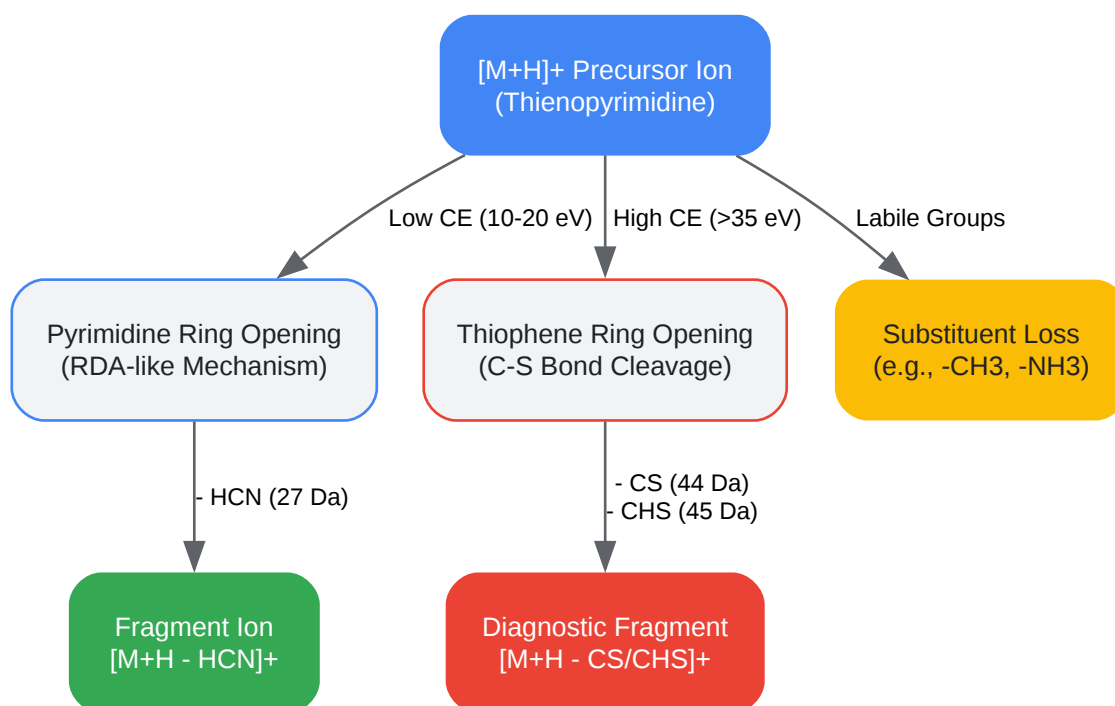 [M+H]+ Precursor Ion
(Thienopyrimidine)
Low CE (10-20 eV)
High CE (>35 eV)
Labile Groups
Pyrimidine Ring Opening
(RDA-like Mechanism)
Thiophene Ring Opening
(C-S Bond Cleavage)
Substituent Loss
(e.g., -CH3, -NH3)
- HCN (27 Da)
- CS (44 Da)
- CHS (45 Da)
Fragment Ion
[M+H - HCN]+
Diagnostic Fragment
[M+H - CS/CHS]+